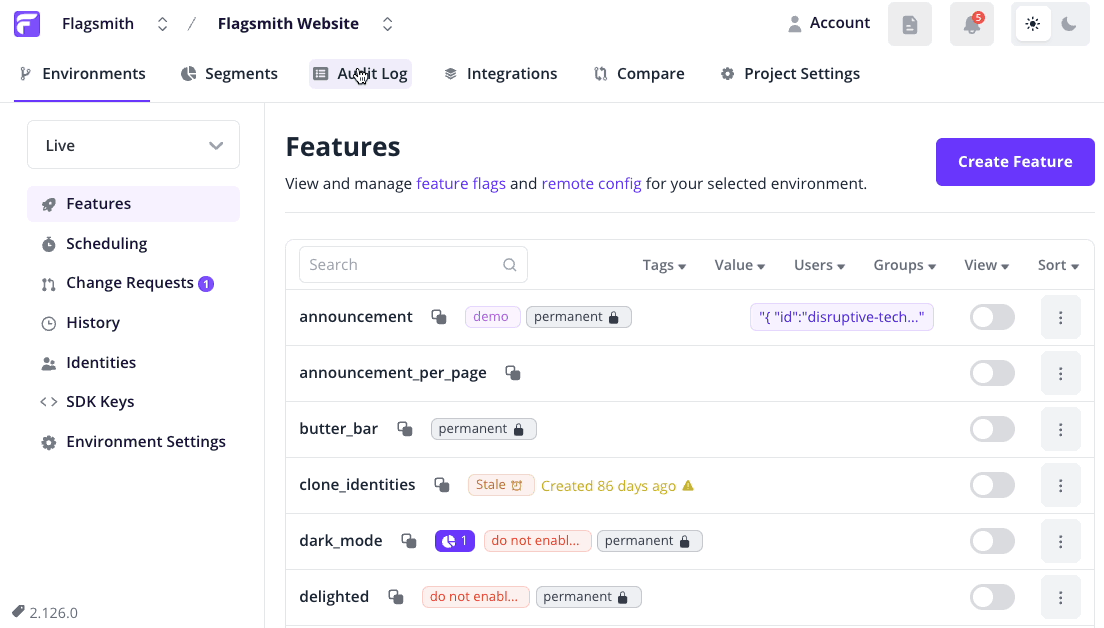 Flagsmith / Flagsmith Website Account 5
Environments Segments Audit Log Integrations Compare Project Settings
Live
Features
Scheduling
Change Requests 1
History
Identities
SDK Keys
Environment Settings
2.126.0
Features
View and manage feature flags and remote config for your selected environment.
Create Feature
Search Tags Value Users Groups View Sort
announcement demo permanent "{ "id":"disruptive-tech..."
announcement_per_page
butter_bar permanent
clone_identities Stale Created 86 days ago
dark_mode 1 do not enabl... permanent
delighted do not enabl... permanent